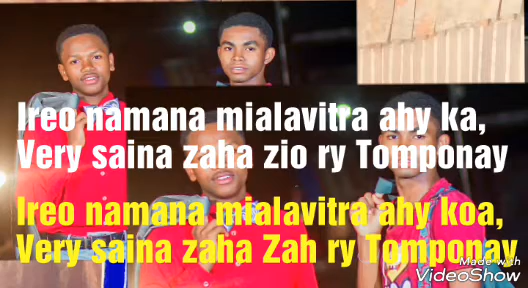 Ireo namana mialavitra ahy ka,
Very saina zaha zio ry Tomponay
Ireo namana mialavitra ahy koa,
Very saina zaha Zah ry Tomponay
Made with
VideoShow